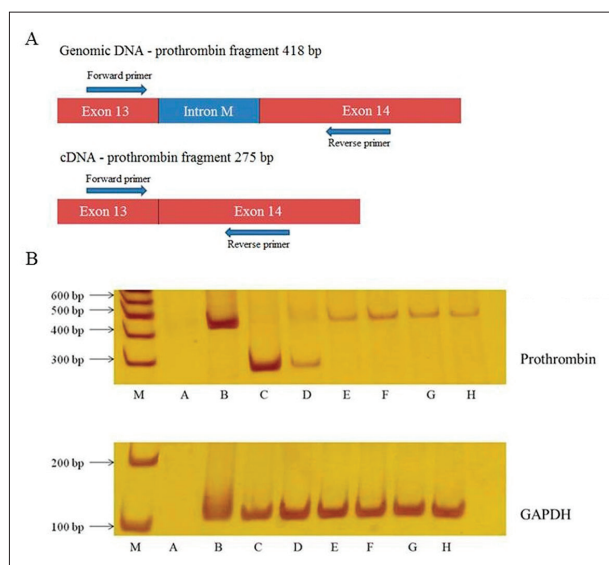 A
Genomic DNA - prothrombin fragment 418 bp
Forward primer
Exon 13 Intron M Exon 14
Reverse primer
cDNA - prothrombin fragment 275 bp
Forward primer
Exon 13 Exon 14
Reverse primer
B
600 bp
500 bp
400 bp
300 bp
Prothrombin
M A B C D E F G H
200 bp
GAPDH
100 bp
M A B C D E F G H